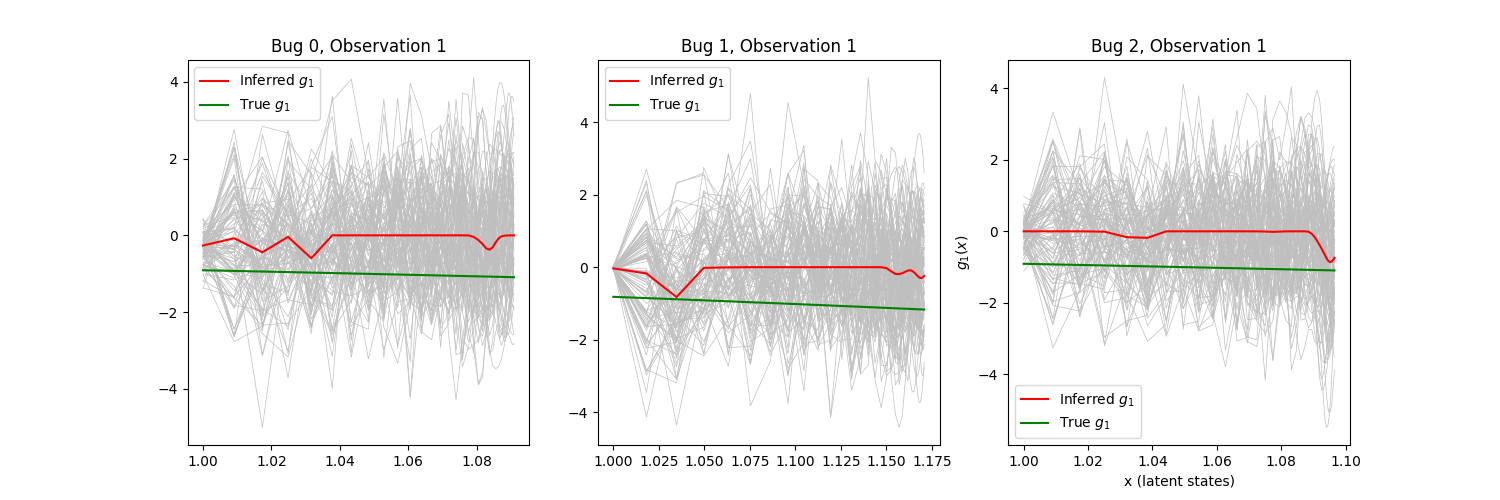 Bug 0, Observation 1
Inferred g₁
True g₁
4
2
0
−2
−4
1.00 1.02 1.04 1.06 1.08
Bug 1, Observation 1
Inferred g₁
True g₁
4
2
0
−2
−4
1.000 1.025 1.050 1.075 1.100 1.125 1.150 1.175
Bug 2, Observation 1
g₁(x)
4
2
0
−2
−4
Inferred g₁
True g₁
1.00 1.02 1.04 1.06 1.08 1.10
x (latent states)